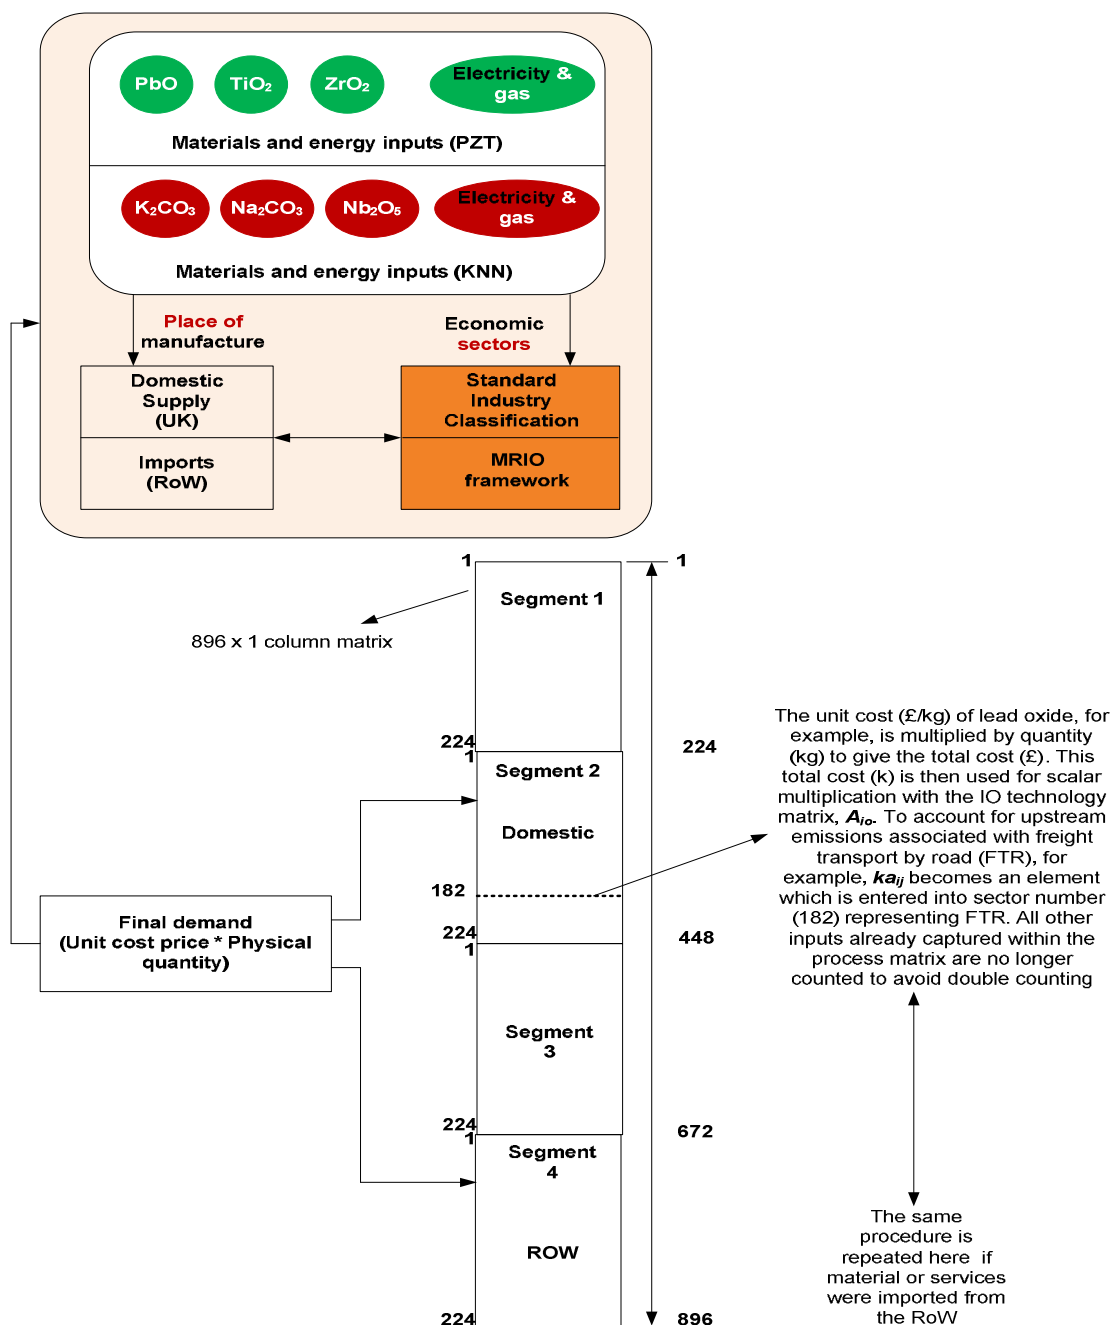 PbO
TiO₂
ZrO₂
Electricity &
gas
Materials and energy inputs (PZT)
K₂CO₃
Na₂CO₃
Nb₂O₅
Electricity &
gas
Materials and energy inputs (KNN)
Place of
manufacture
Economic
sectors
Domestic
Supply
(UK)
Imports
(RoW)
Standard
Industry
Classification
MRIO
framework
1
1
Segment 1
896 x 1 column matrix
224
224
1
Segment 2
Domestic
182
224
448
1
Final demand
(Unit cost price * Physical
quantity)
The unit cost (£/kg) of lead oxide, for
example, is multiplied by quantity
(kg) to give the total cost (£). This
total cost (k) is then used for scalar
multiplication with the IO technology
matrix, Aᵢₒ. To account for upstream
emissions associated with freight
transport by road (FTR), for
example, kaᵢⱼ becomes an element
which is entered into sector number
(182) representing FTR. All other
inputs already captured within the
process matrix are no longer
counted to avoid double counting
Segment
3
224
672
1
Segment
4
ROW
224
896
The same
procedure is
repeated here if
material or services
were imported from
the RoW